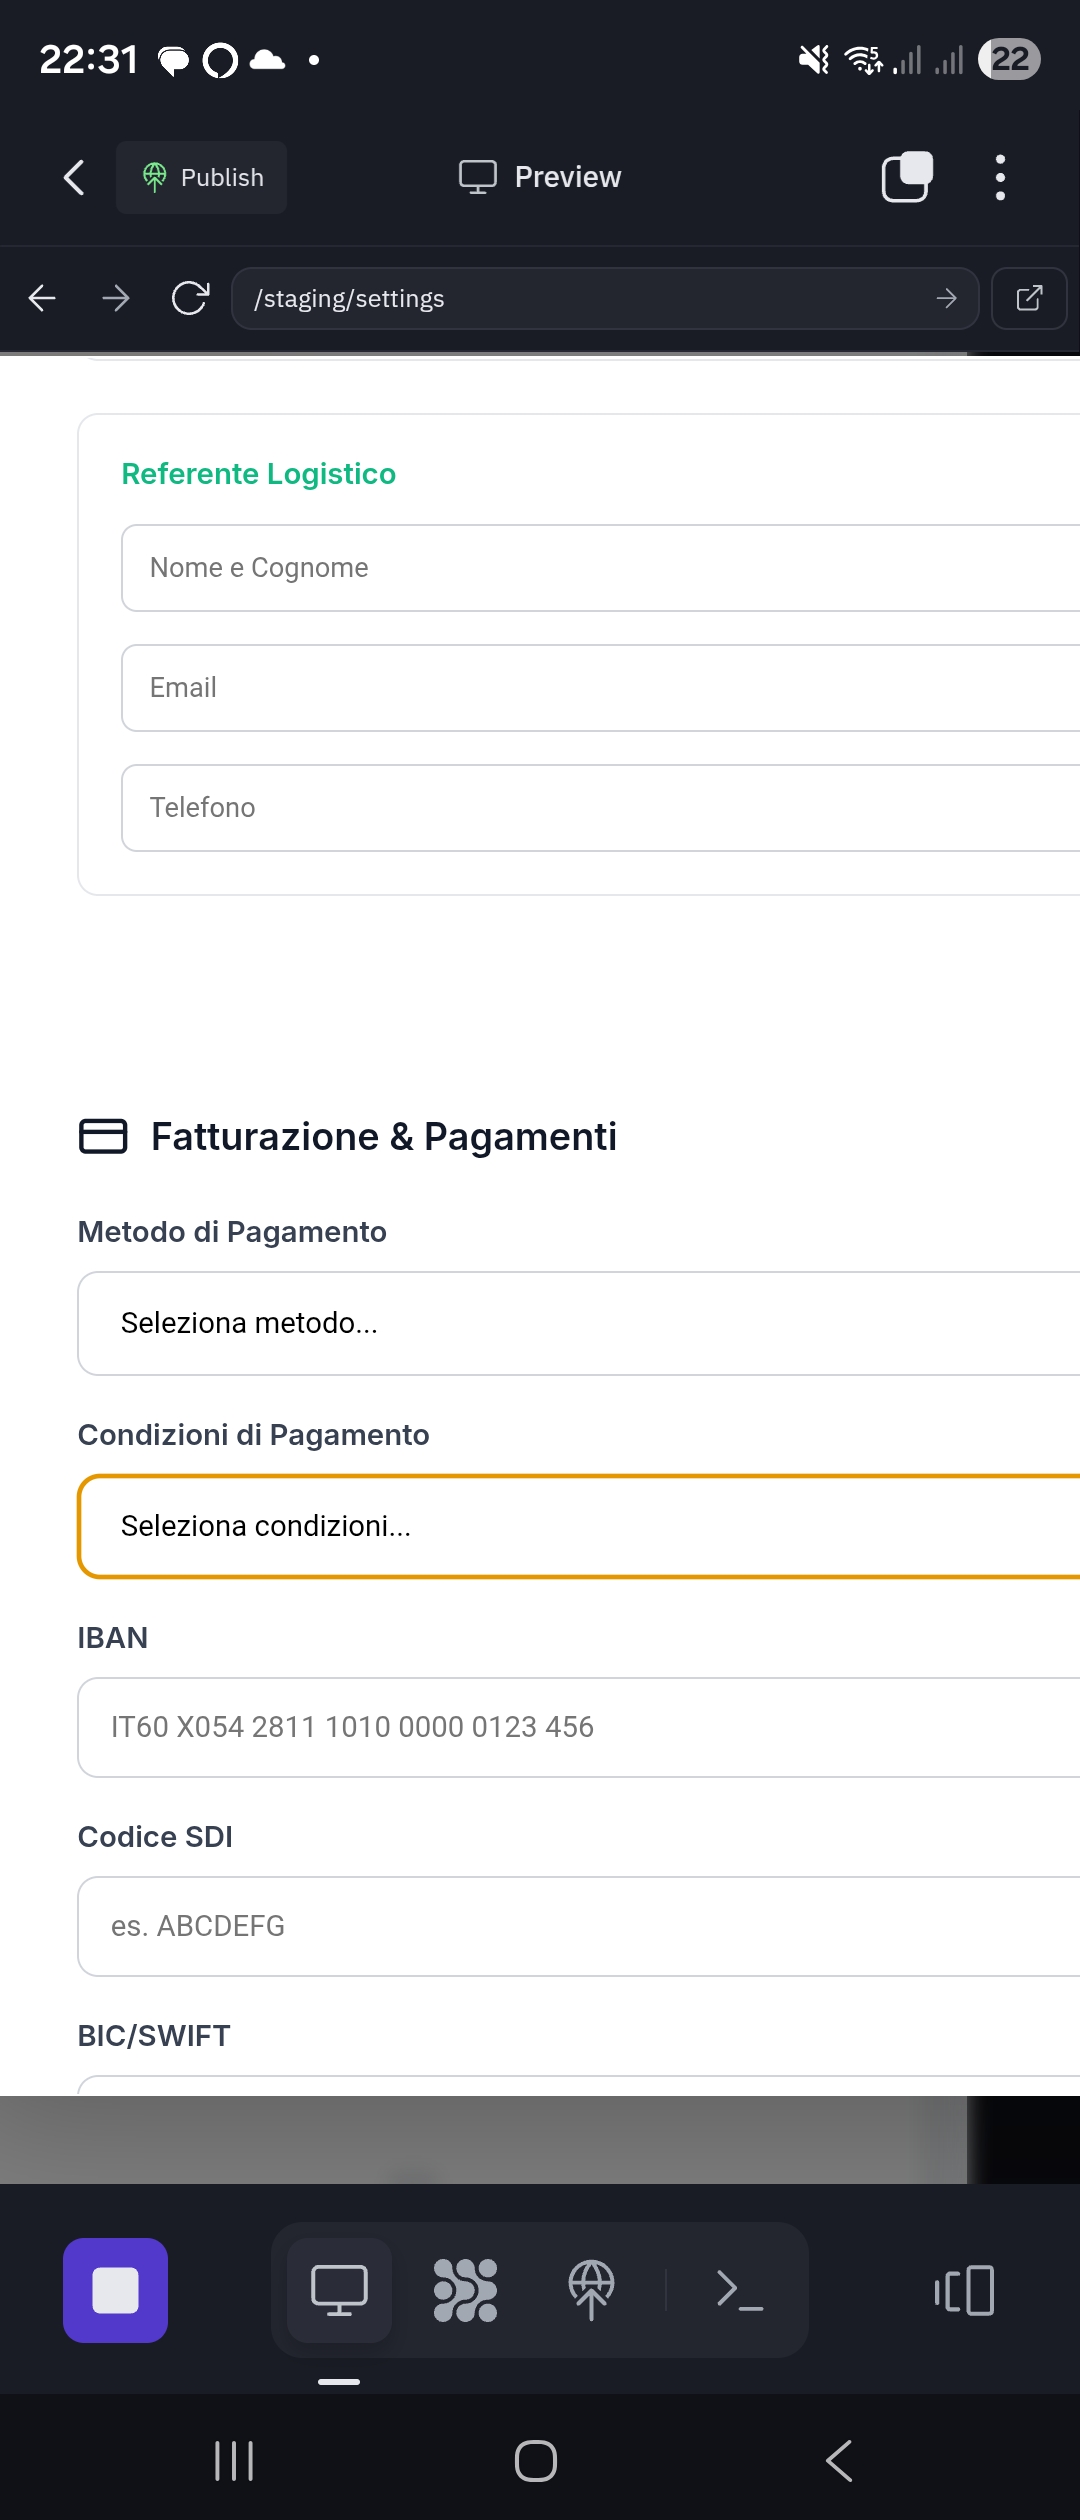 22:31
5
22
Publish
Preview
/staging/settings
Referente Logistico
Nome e Cognome
Email
Telefono
Fatturazione & Pagamenti
Metodo di Pagamento
Seleziona metodo...
Condizioni di Pagamento
Seleziona condizioni...
IBAN
IT60 X054 2811 1010 0000 0123 456
Codice SDI
es. ABCDEFG
BIC/SWIFT